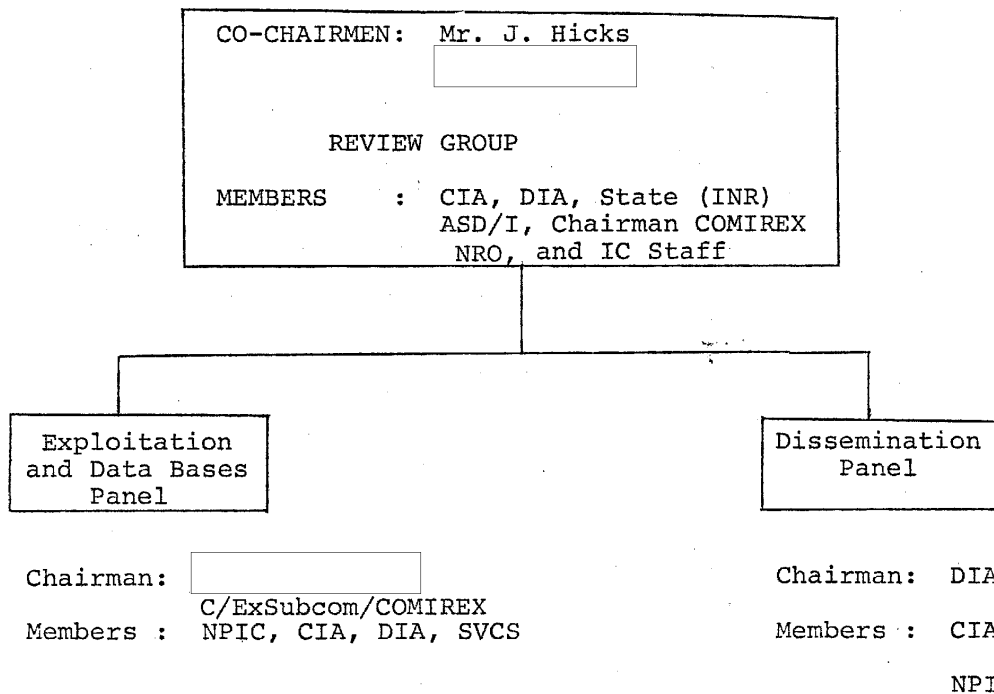 CO-CHAIRMEN: Mr. J. Hicks
REVIEW GROUP
MEMBERS : CIA, DIA, State (INR)
ASD/I, Chairman COMIREX
NRO, and IC Staff
Exploitation
and Data Bases
Panel
Chairman:
C/ExSubcom/COMIREX
Members : NPIC, CIA, DIA, SVCS
Dissemination
Panel
Chairman: DIA
Members : CIA
NPI